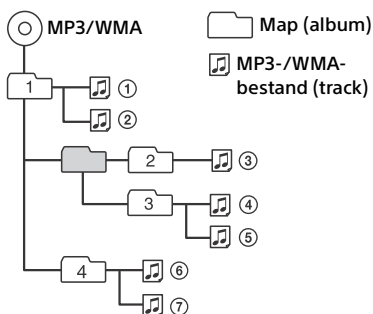 MP3/WMA
Map (album)
MP3-/WMA-
bestand (track)
1
①
②
2
③
3
④
⑤
4
⑥
⑦